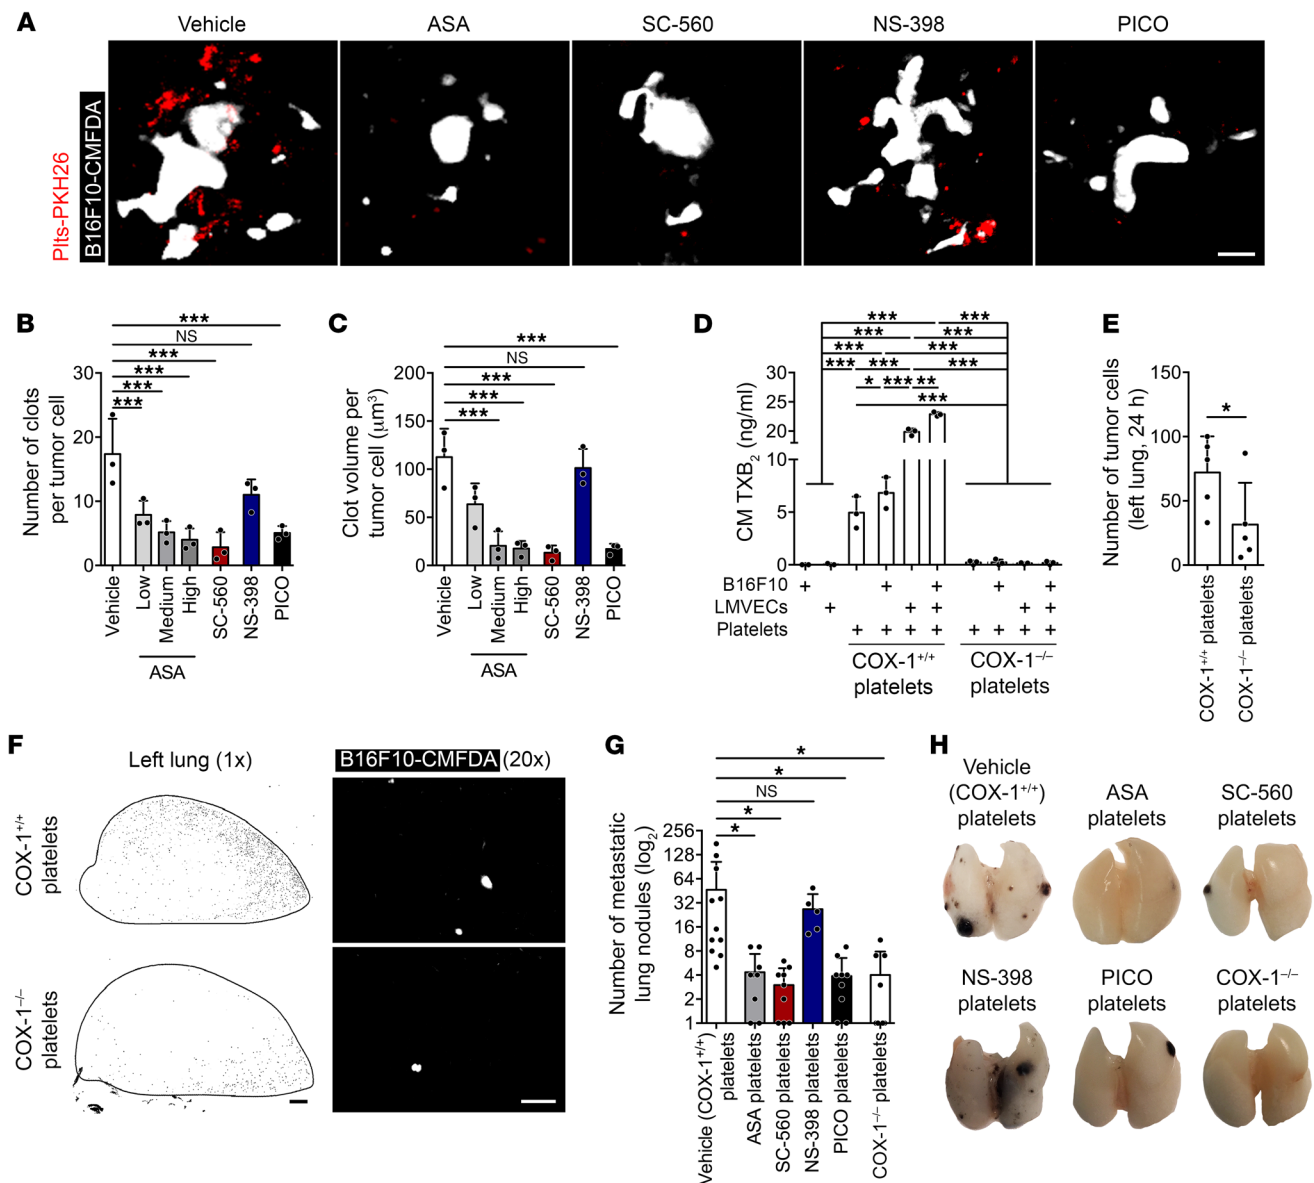 A
Vehicle
ASA
SC-560
NS-398
PICO
Plts-PKH26
B16F10-CMFDA
B
***
NS
***
***
***
***
Number of clots
per tumor cell
30
20
10
0
Vehicle
Low
Medium
High
SC-560
NS-398
PICO
ASA
C
***
NS
***
***
***
Clot volume per
tumor cell (µm³)
200
150
100
50
0
Vehicle
Low
Medium
High
SC-560
NS-398
PICO
ASA
D
*** ***
*** ***
*** ***
*** *** ***
* *** **
***
CM TXB₂ (ng/ml)
30
25
20
10
5
0
B16F10 + + + + +
LMVECs + + + + +
Platelets + + + + + + + +
COX-1⁺/⁺
platelets
COX-1⁻/⁻
platelets
E
*
Number of tumor cells
(left lung, 24 h)
150
100
50
0
COX-1⁺/⁺ platelets
COX-1⁻/⁻ platelets
F
Left lung (1x)
B16F10-CMFDA (20x)
COX-1⁺/⁺
platelets
COX-1⁻/⁻
platelets
G
*
*
NS
*
*
Number of metastatic
lung nodules (log₂)
256
128
64
32
16
8
4
2
1
Vehicle (COX-1⁺/⁺)
platelets
ASA platelets
SC-560 platelets
NS-398 platelets
PICO platelets
COX-1⁻/⁻ platelets
H
Vehicle
(COX-1⁺/⁺)
platelets
ASA
platelets
SC-560
platelets
NS-398
platelets
PICO
platelets
COX-1⁻/⁻
platelets